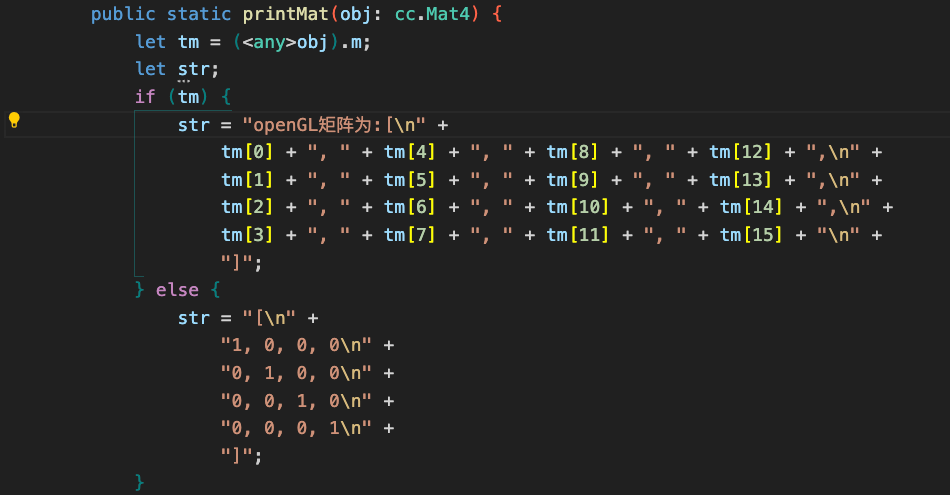 public static printMat(obj: cc.Mat4) {
let tm = (<any>obj).m;
let str;
if (tm) {
str = "openGL矩阵为:[\n" +
tm[0] + ", " + tm[4] + ", " + tm[8] + ", " + tm[12] + ",\n" +
tm[1] + ", " + tm[5] + ", " + tm[9] + ", " + tm[13] + ",\n" +
tm[2] + ", " + tm[6] + ", " + tm[10] + ", " + tm[14] + ",\n" +
tm[3] + ", " + tm[7] + ", " + tm[11] + ", " + tm[15] + "\n" +
"]";
} else {
str = "[\n" +
"1, 0, 0, 0\n" +
"0, 1, 0, 0\n" +
"0, 0, 1, 0\n" +
"0, 0, 0, 1\n" +
"]";
}